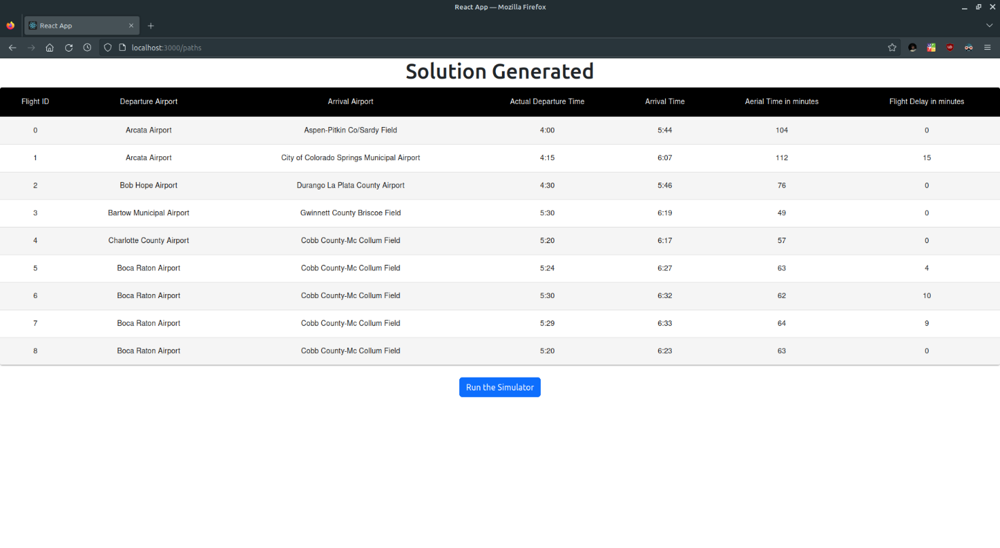 React App — Mozilla Firefox
React App
localhost:3000/paths
Solution Generated
Flight ID Departure Airport Arrival Airport Actual Departure Time Arrival Time Aerial Time in minutes Flight Delay in minutes
0 Arcata Airport Aspen-Pitkin Co/Sardy Field 4:00 5:44 104 0
1 Arcata Airport City of Colorado Springs Municipal Airport 4:15 6:07 112 15
2 Bob Hope Airport Durango La Plata County Airport 4:30 5:46 76 0
3 Bartow Municipal Airport Gwinnett County Briscoe Field 5:30 6:19 49 0
4 Charlotte County Airport Cobb County-Mc Collum Field 5:20 6:17 57 0
5 Boca Raton Airport Cobb County-Mc Collum Field 5:24 6:27 63 4
6 Boca Raton Airport Cobb County-Mc Collum Field 5:30 6:32 62 10
7 Boca Raton Airport Cobb County-Mc Collum Field 5:29 6:33 64 9
8 Boca Raton Airport Cobb County-Mc Collum Field 5:20 6:23 63 0
Run the Simulator